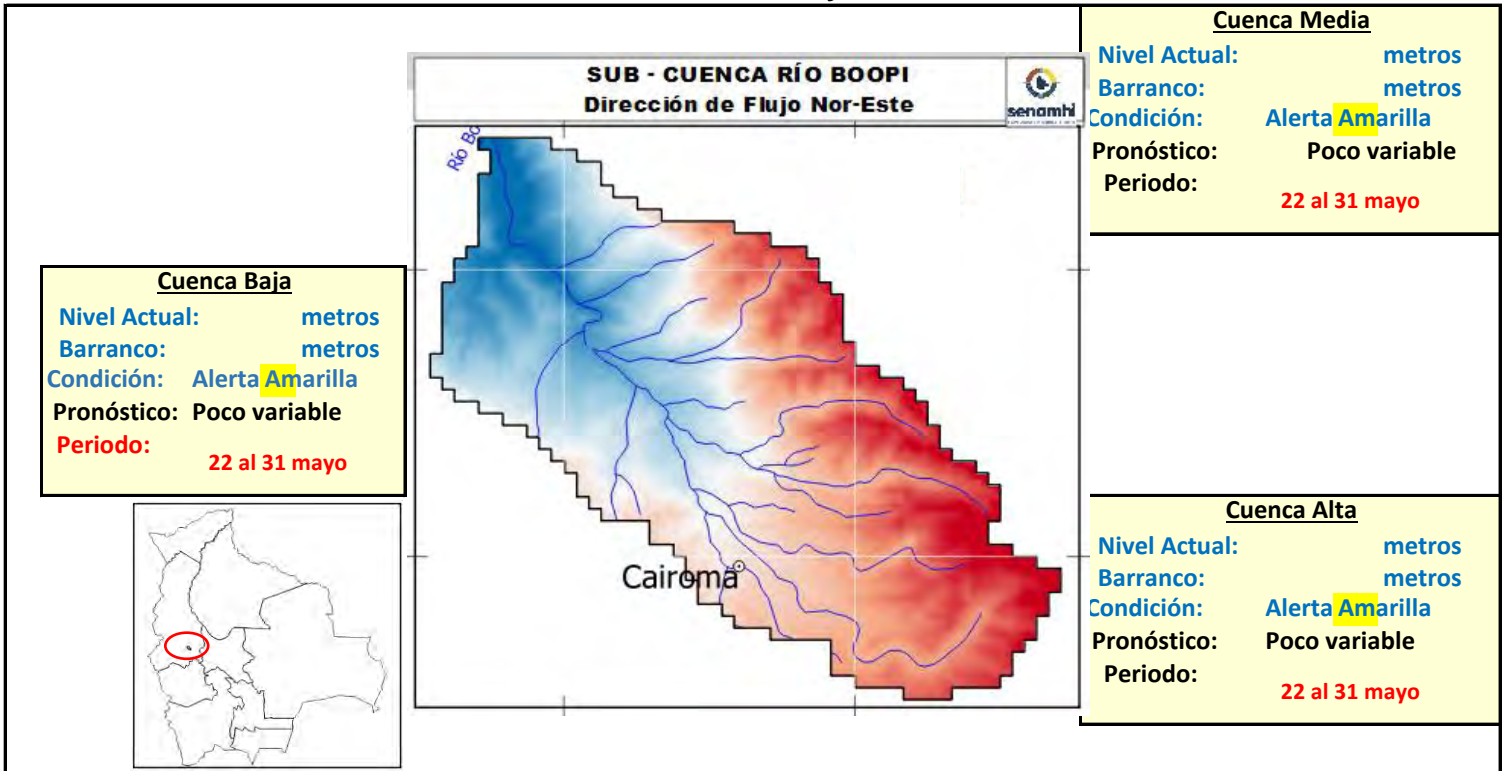 Cuenca Media
Nivel Actual: metros
Barranco: metros
Condición: Alerta Amarilla
Pronóstico: Poco variable
Periodo:
22 al 31 mayo
SUB - CUENCA RÍO BOOPI
Dirección de Flujo Nor-Este
senamhi
Río Bo
Cuenca Baja
Nivel Actual: metros
Barranco: metros
Condición: Alerta Amarilla
Pronóstico: Poco variable
Periodo:
22 al 31 mayo
Cairoma
Cuenca Alta
Nivel Actual: metros
Barranco: metros
Condición: Alerta Amarilla
Pronóstico: Poco variable
Periodo:
22 al 31 mayo